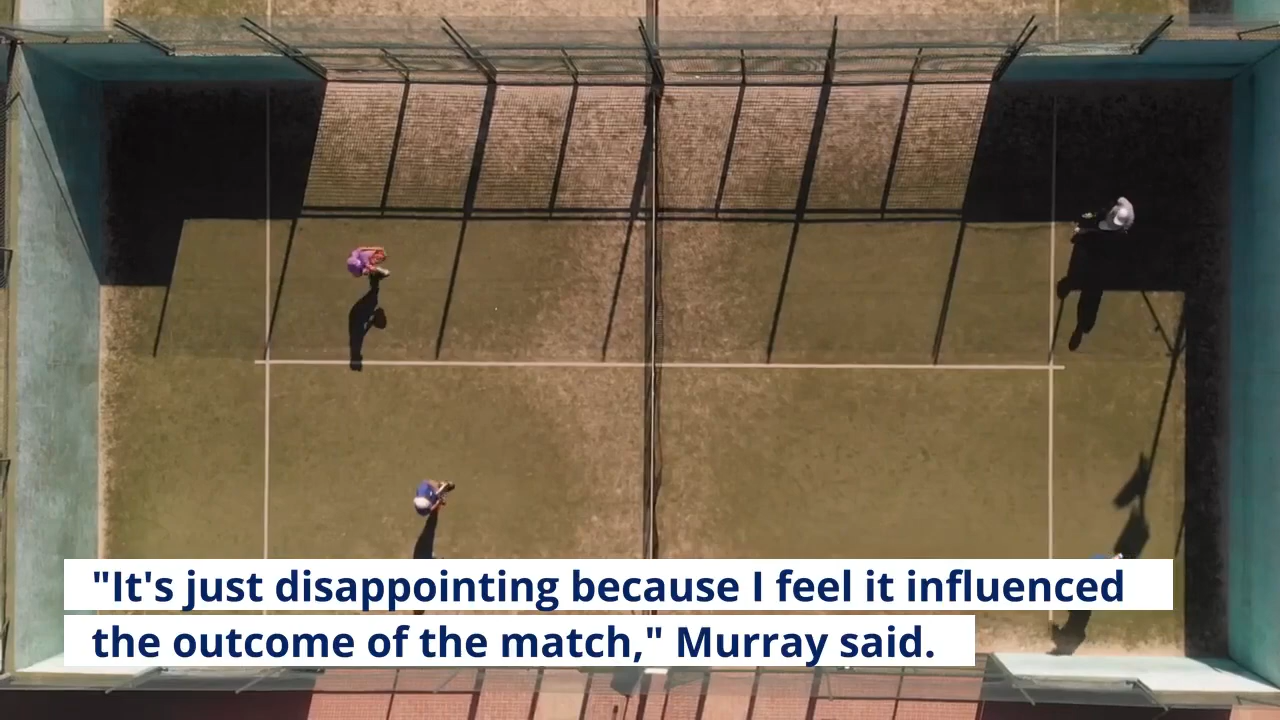 "It's just disappointing because I feel it influenced
the outcome of the match," Murray said.